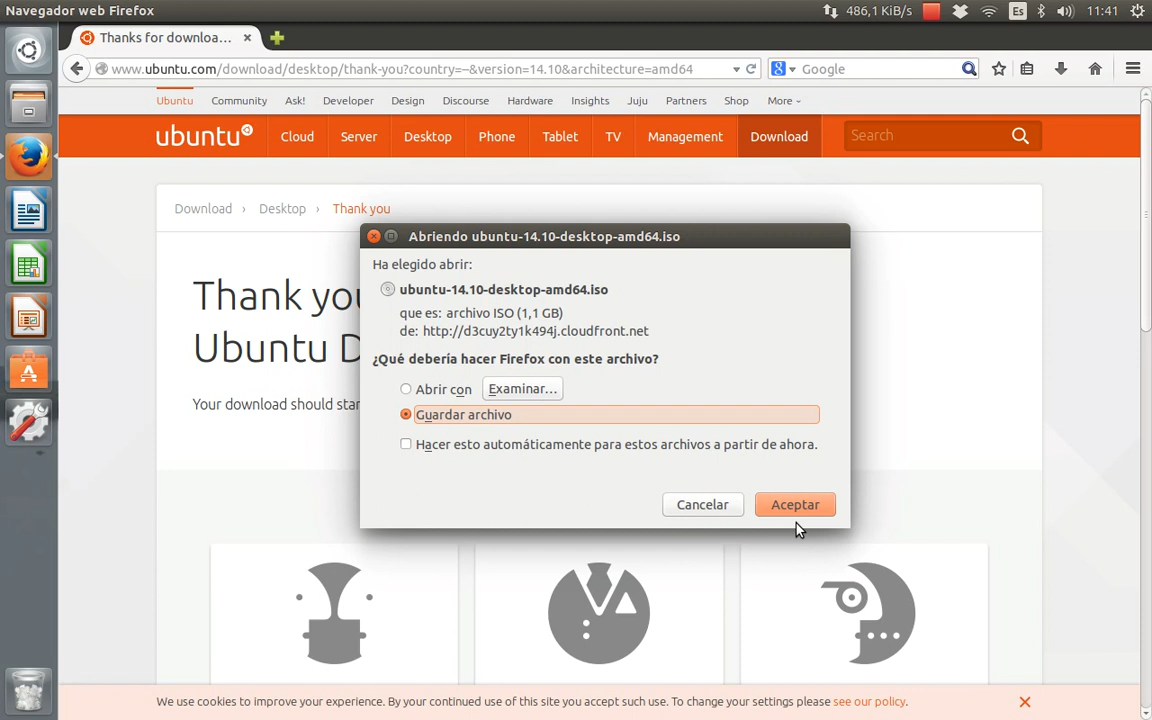 Navegador web Firefox
486,1 KiB/s
Es
11:41
Thanks for downloa...
www.ubuntu.com/download/desktop/thank-you?country=--&version=14.10&architecture=amd64
Google
Ubuntu Community Ask! Developer Design Discourse Hardware Insights Juju Partners Shop More
ubuntu Cloud Server Desktop Phone Tablet TV Management Download Search
Download › Desktop › Thank you
Abriendo ubuntu-14.10-desktop-amd64.iso
Ha elegido abrir:
ubuntu-14.10-desktop-amd64.iso
que es: archivo ISO (1,1 GB)
de: http://d3cuy2ty1k494j.cloudfront.net
¿Qué debería hacer Firefox con este archivo?
Abrir con Examinar...
Guardar archivo
Hacer esto automáticamente para estos archivos a partir de ahora.
Cancelar Aceptar
Thank you
Ubuntu D
Your download should star
We use cookies to improve your experience. By your continued use of this site you accept such use. To change your settings please see our policy.